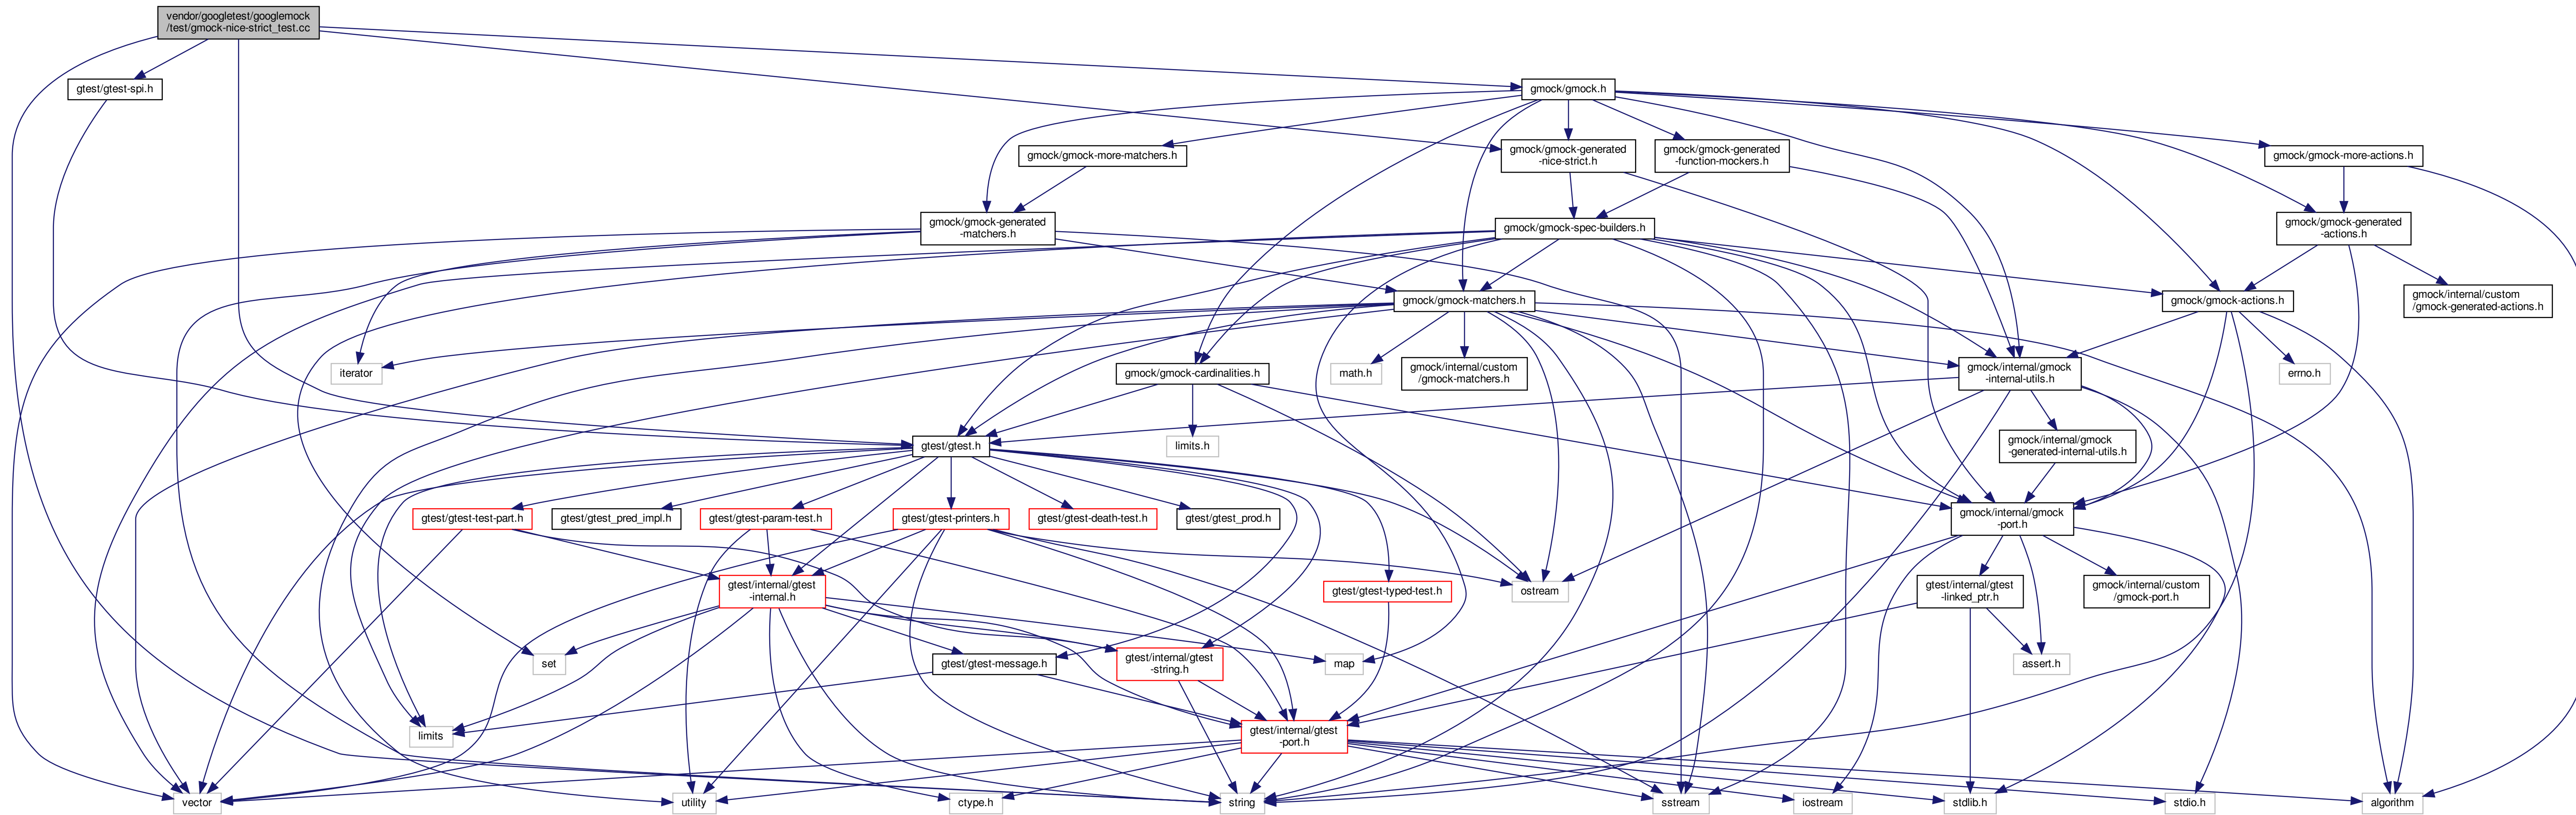 vendor/googletest/googlemock
/test/gmock-nice-strict_test.cc
gtest/gtest-spi.h
gmock/gmock.h
gmock/gmock-more-matchers.h
gmock/gmock-generated
-nice-strict.h
gmock/gmock-generated
-function-mockers.h
gmock/gmock-more-actions.h
gmock/gmock-generated
-matchers.h
gmock/gmock-spec-builders.h
gmock/gmock-generated
-actions.h
gmock/gmock-matchers.h
gmock/gmock-actions.h
gmock/internal/custom
/gmock-generated-actions.h
iterator
gmock/gmock-cardinalities.h
math.h
gmock/internal/custom
/gmock-matchers.h
gmock/internal/gmock
-internal-utils.h
errno.h
gtest/gtest.h
limits.h
gmock/internal/gmock
-generated-internal-utils.h
gtest/gtest-test-part.h
gtest/gtest_pred_impl.h
gtest/gtest-param-test.h
gtest/gtest-printers.h
gtest/gtest-death-test.h
gtest/gtest_prod.h
gmock/internal/gmock
-port.h
gtest/internal/gtest
-internal.h
gtest/gtest-typed-test.h
ostream
gtest/internal/gtest
-linked_ptr.h
gmock/internal/custom
/gmock-port.h
set
gtest/gtest-message.h
gtest/internal/gtest
-string.h
map
assert.h
limits
gtest/internal/gtest
-port.h
vector
utility
ctype.h
string
sstream
iostream
stdlib.h
stdio.h
algorithm